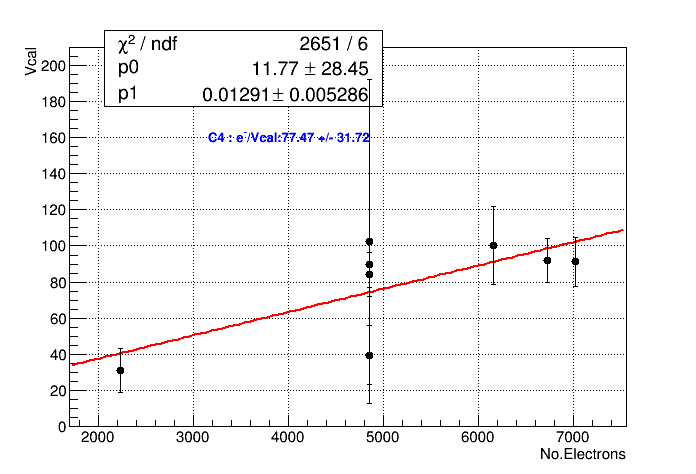 χ² / ndf 2651 / 6
p0 11.77 ± 28.45
p1 0.01291± 0.005286
C4 : e⁻/Vcal:77.47 +/- 31.72
Vcal
200
180
160
140
120
100
80
60
40
20
0
2000 3000 4000 5000 6000 7000
No.Electrons